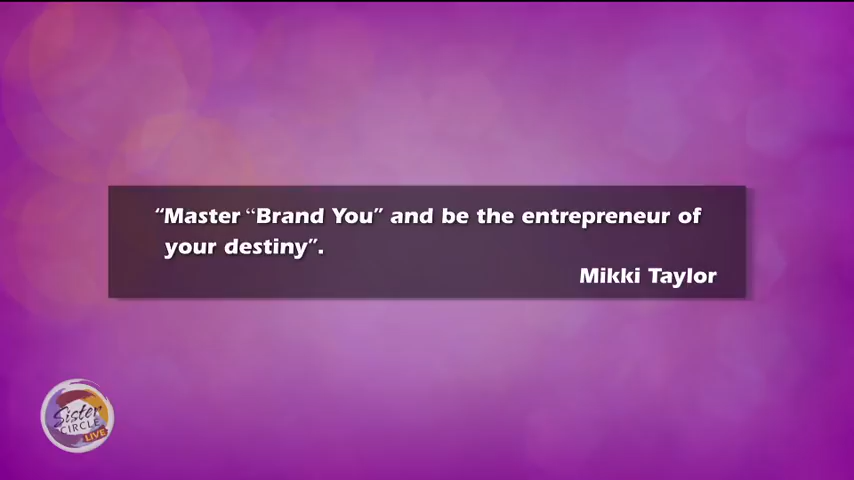 “Master “Brand You” and be the entrepreneur of
your destiny”.
Mikki Taylor
Sister
CIRCLE
LIVE